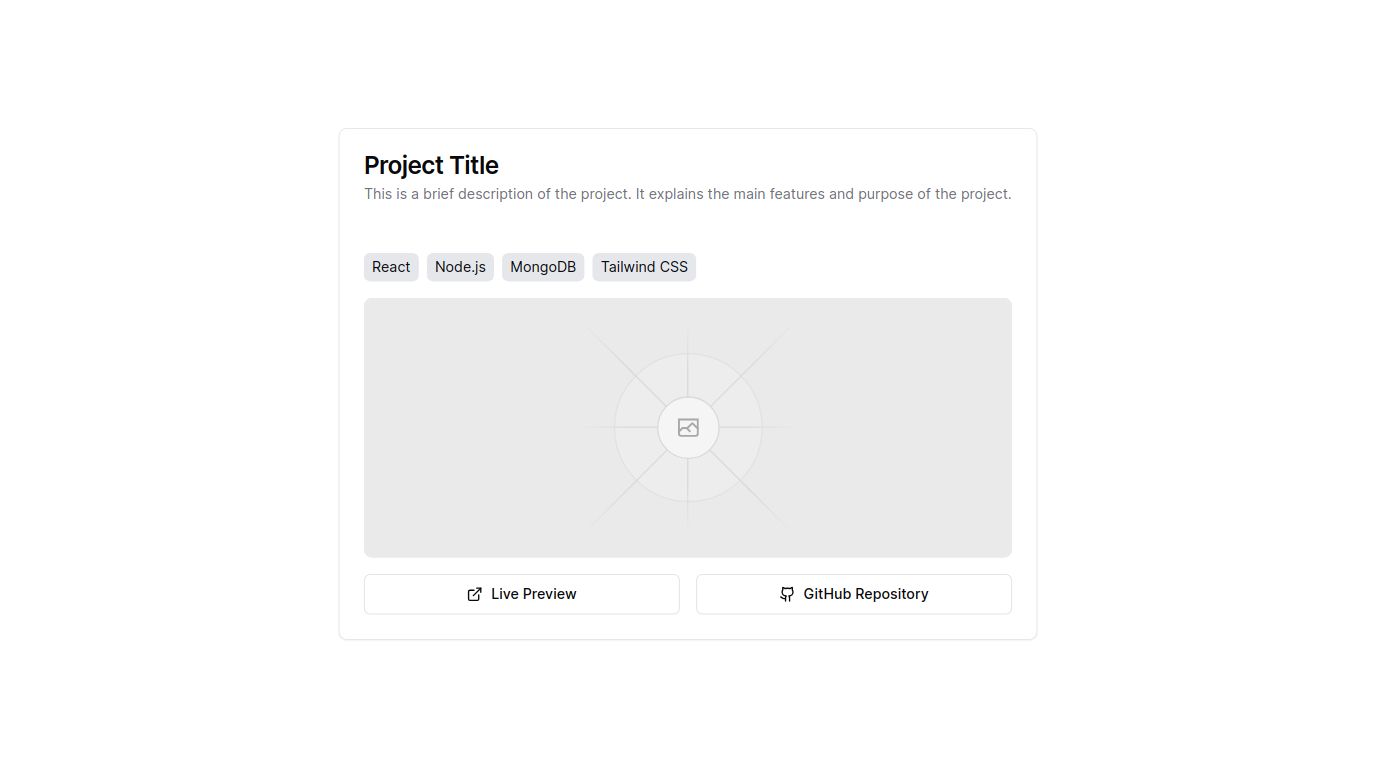 Project Title
This is a brief description of the project. It explains the main features and purpose of the project.
React Node.js MongoDB Tailwind CSS
Live Preview GitHub Repository